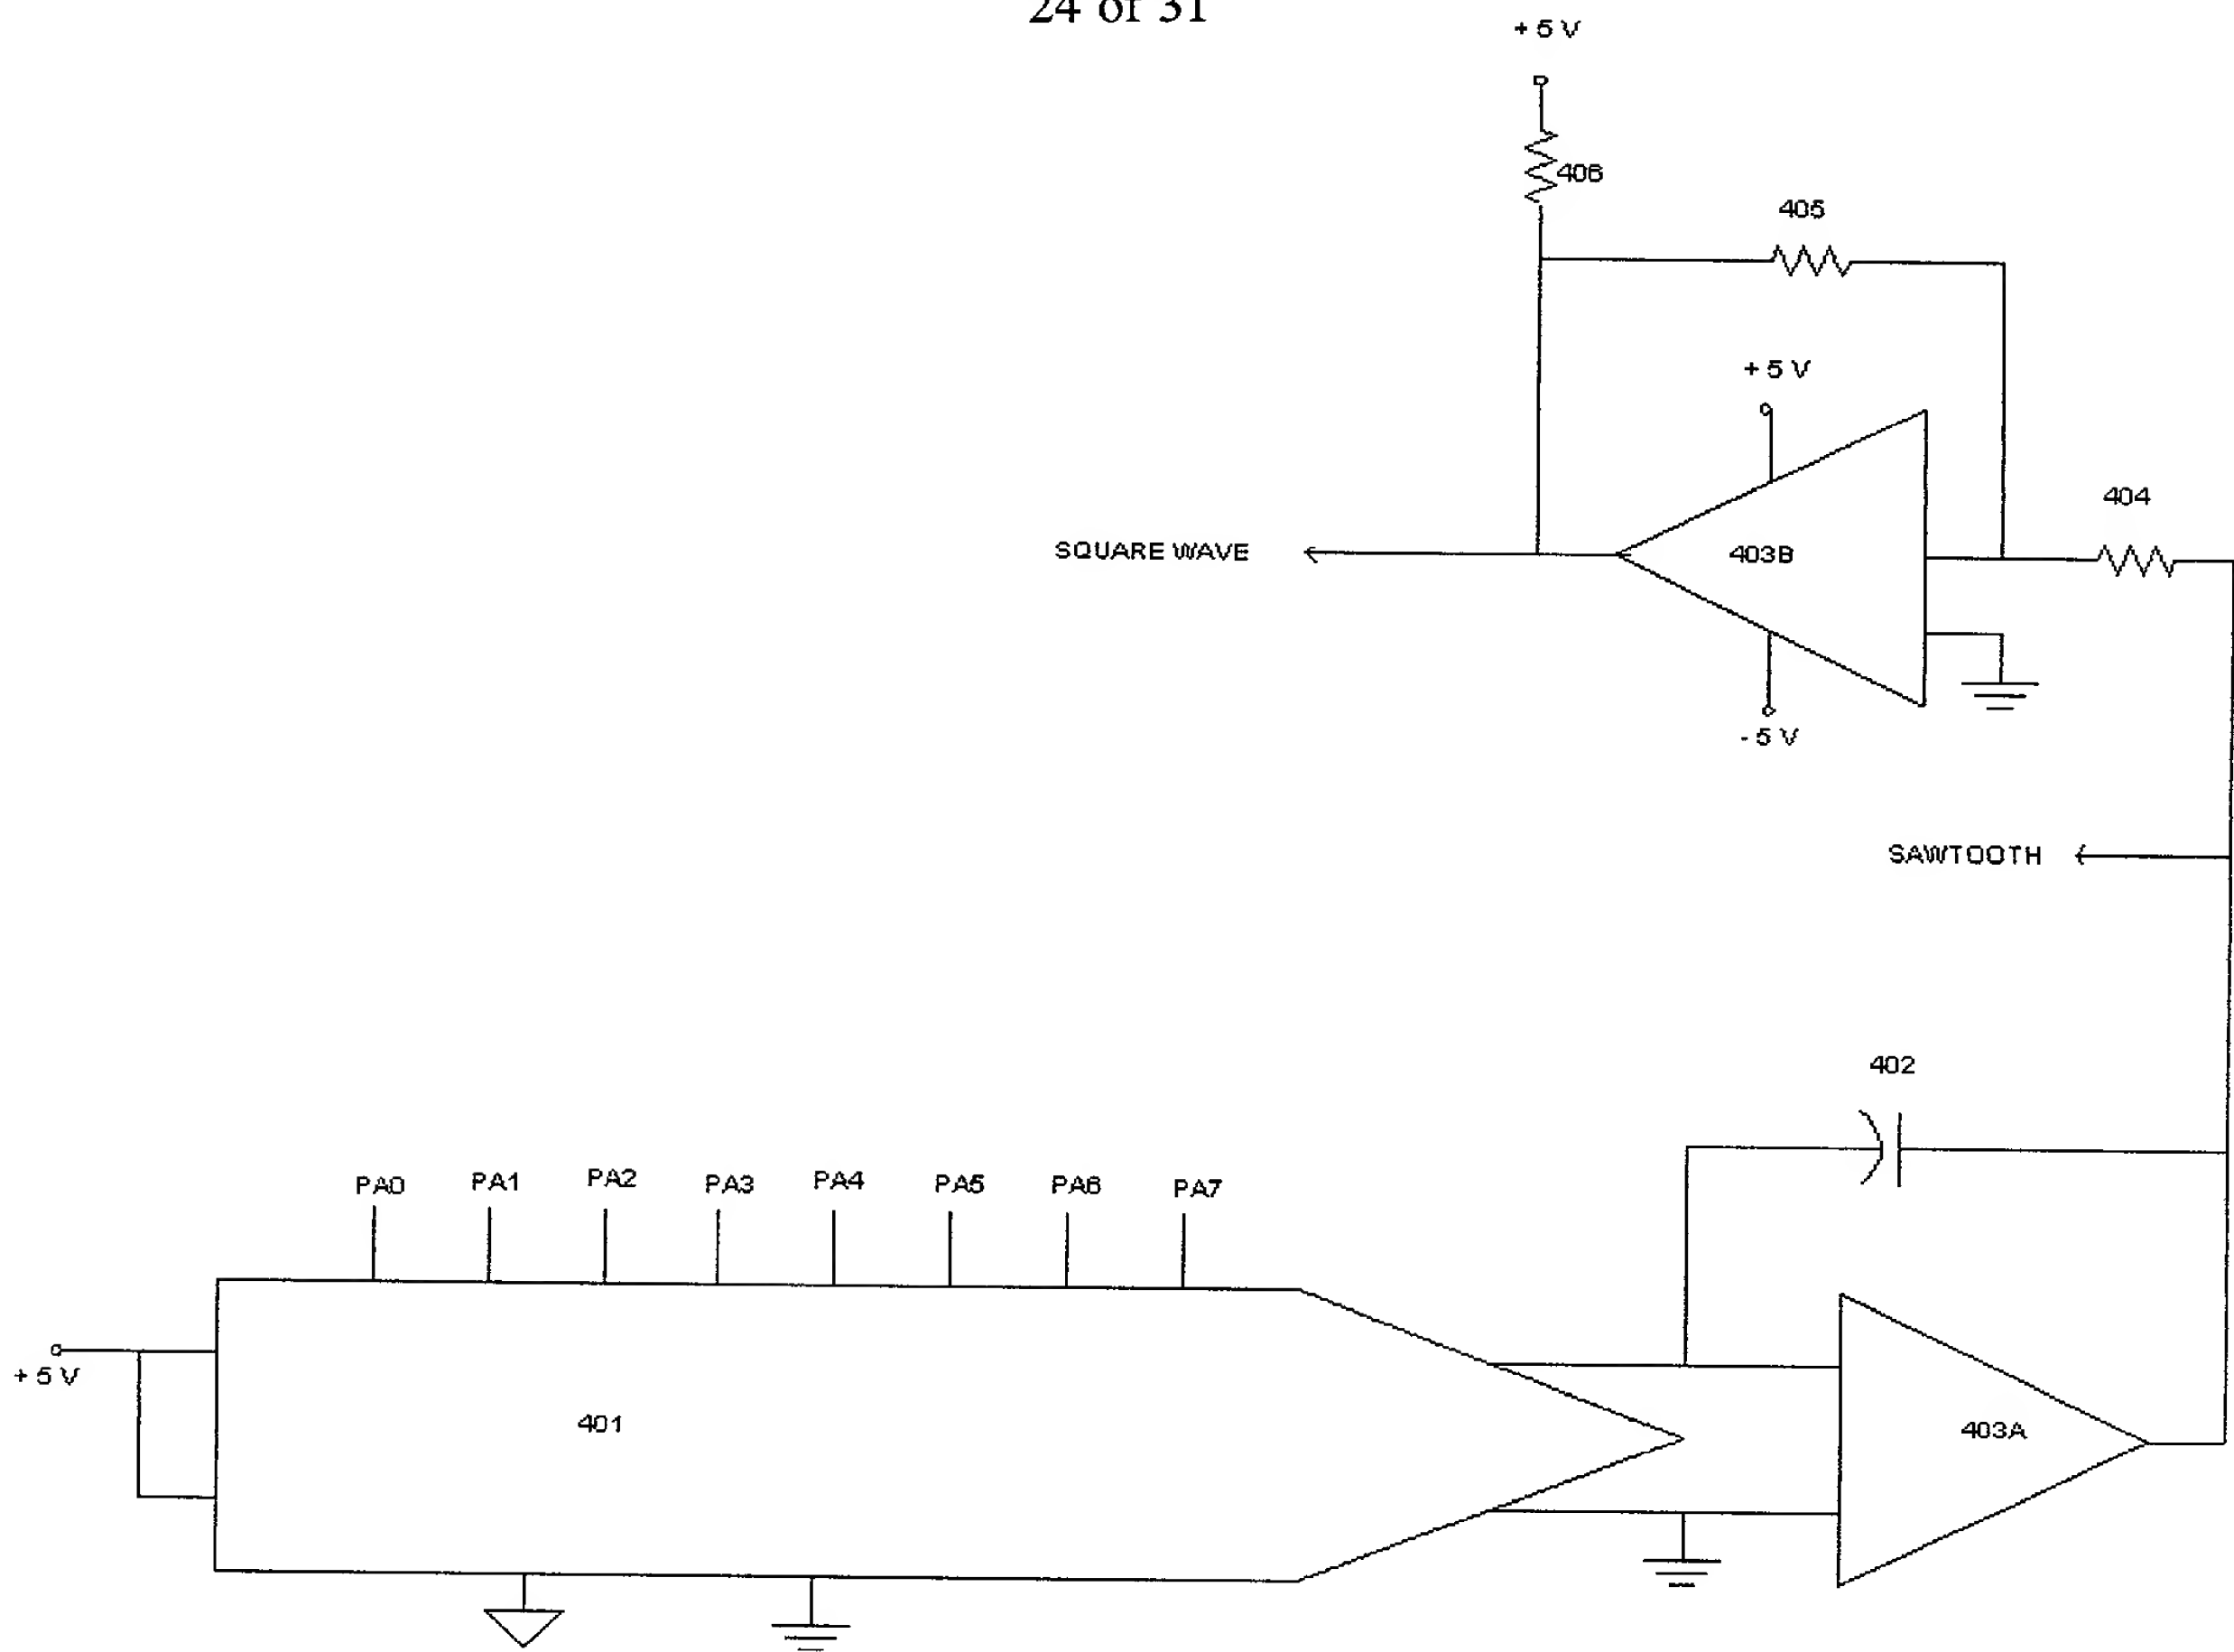 24 of 31
+ 5 V
406
405
+ 5 V
404
SQUARE WAVE
403B
- 5 V
SAWTOOTH
402
PA0 PA1 PA2 PA3 PA4 PA5 PA6 PA7
+ 5 V
401
403A